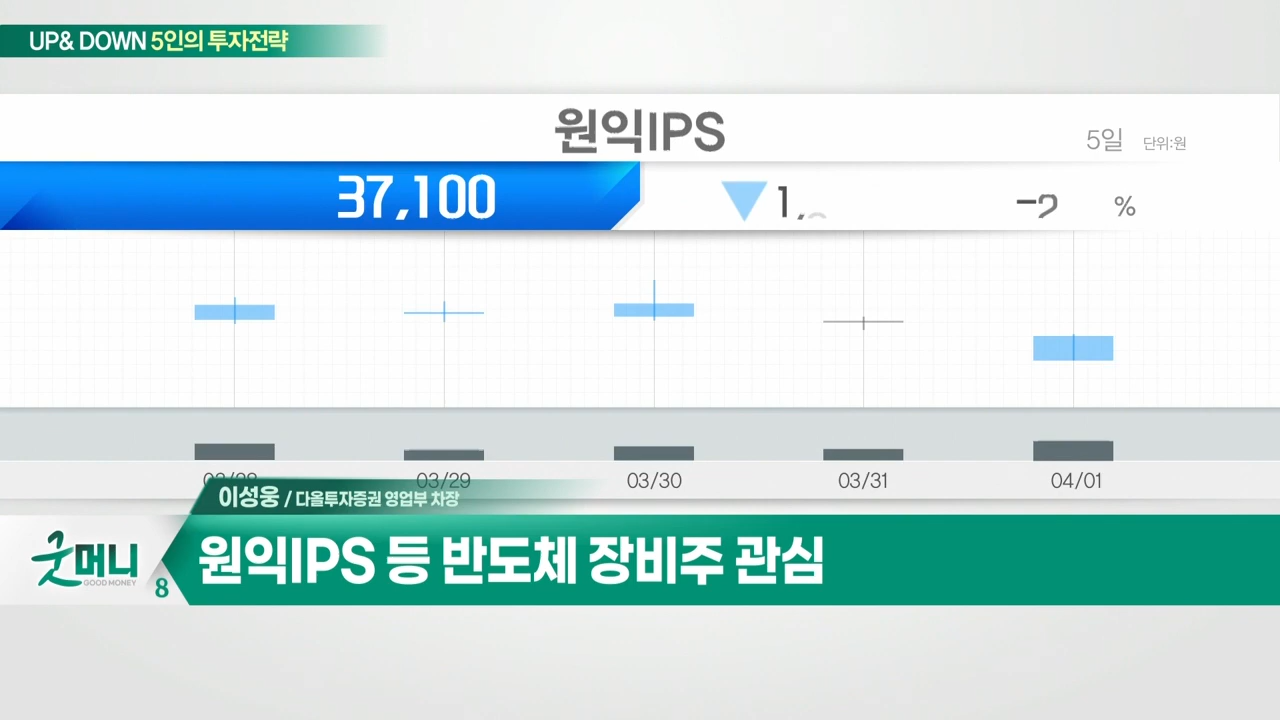 UP& DOWN 5인의 투자전략
원익IPS
5일 단위:원
37,100
%
03/29 03/30 03/31 04/01
이성웅 / 다올투자증권 영업부 차장
굿머니
GOOD MONEY
8
원익IPS 등 반도체 장비주 관심